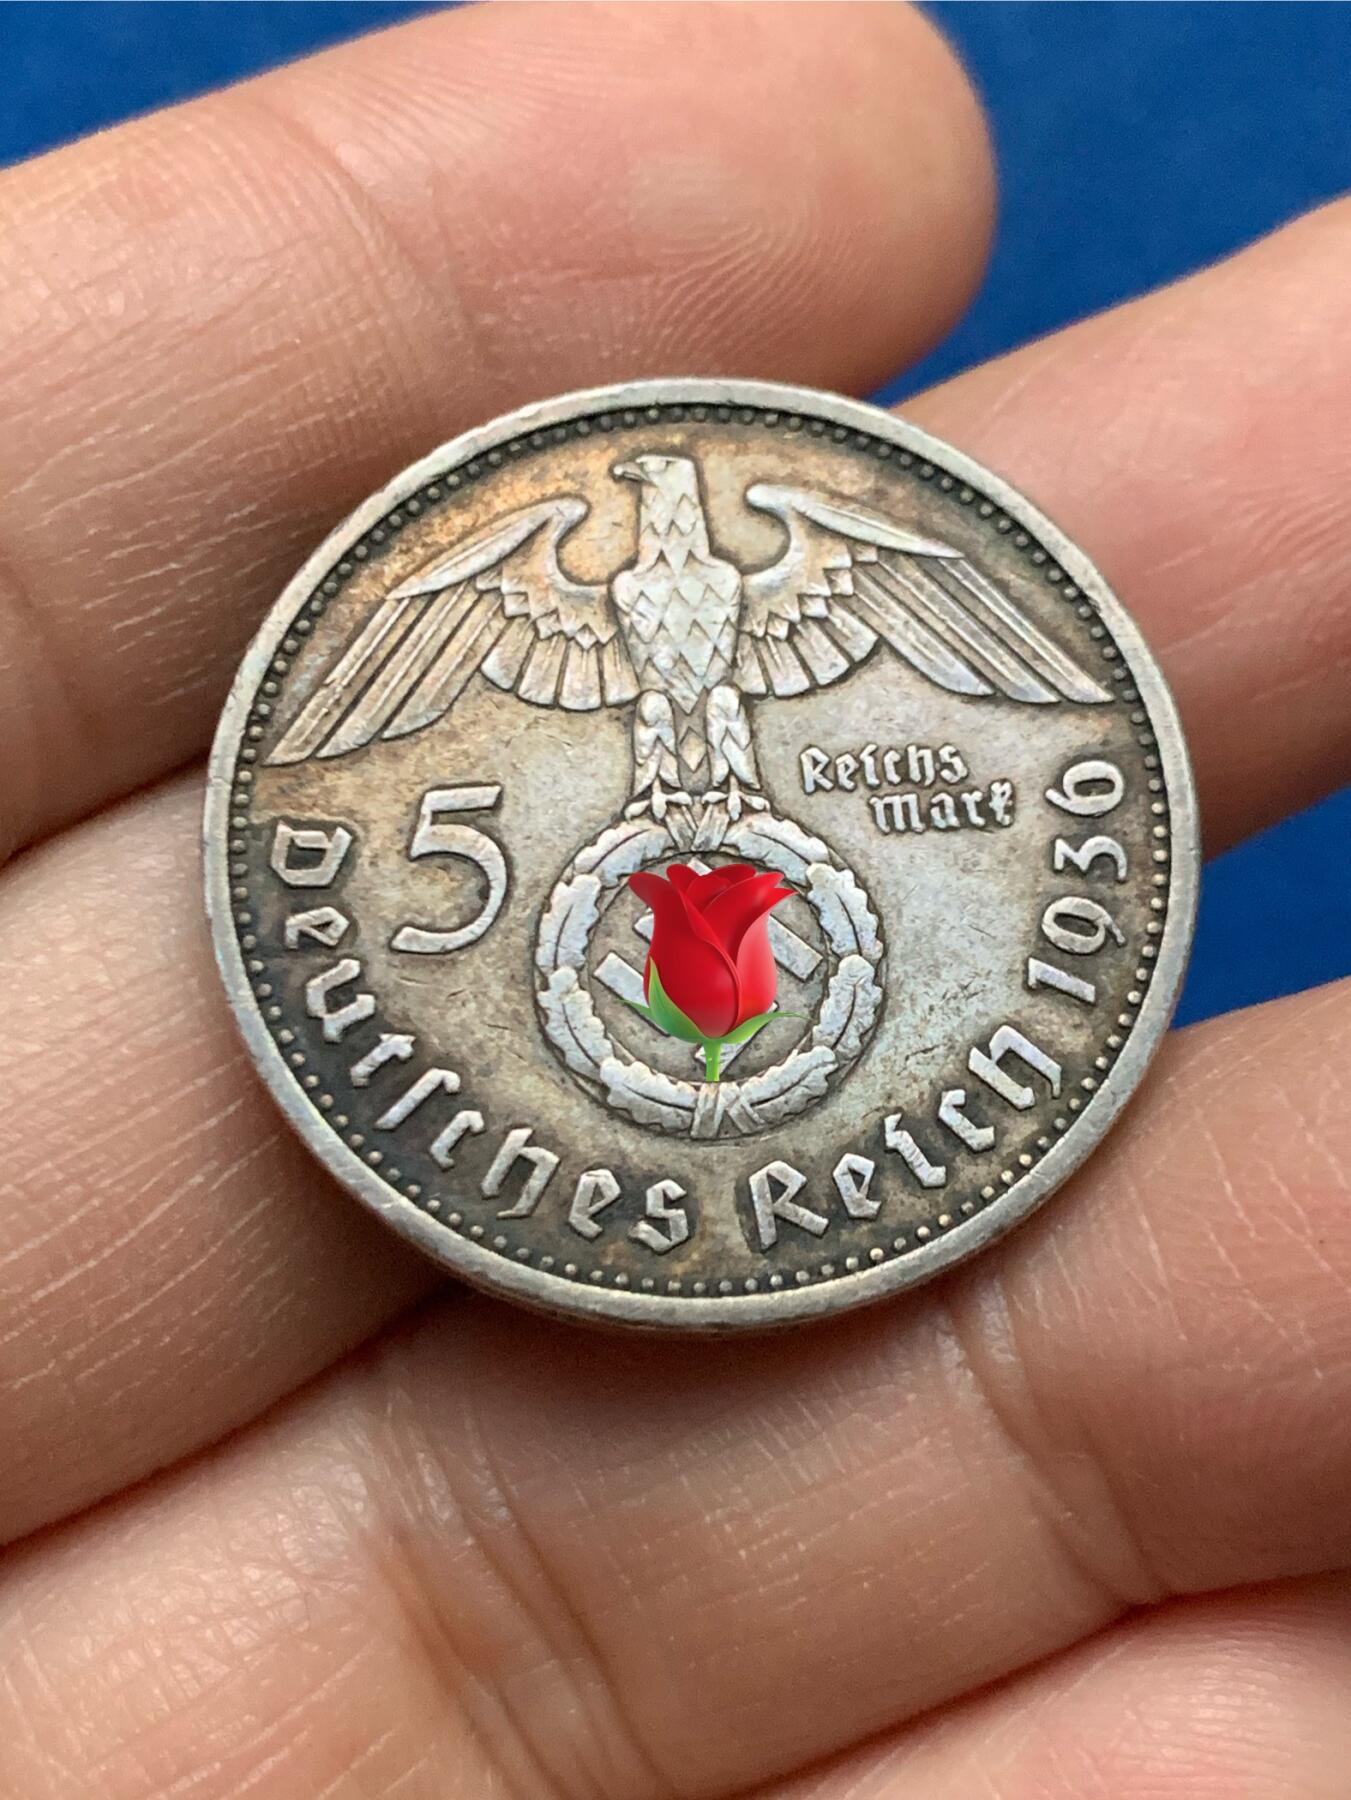 5
Reichs
mark
Deutsches Reich 1936